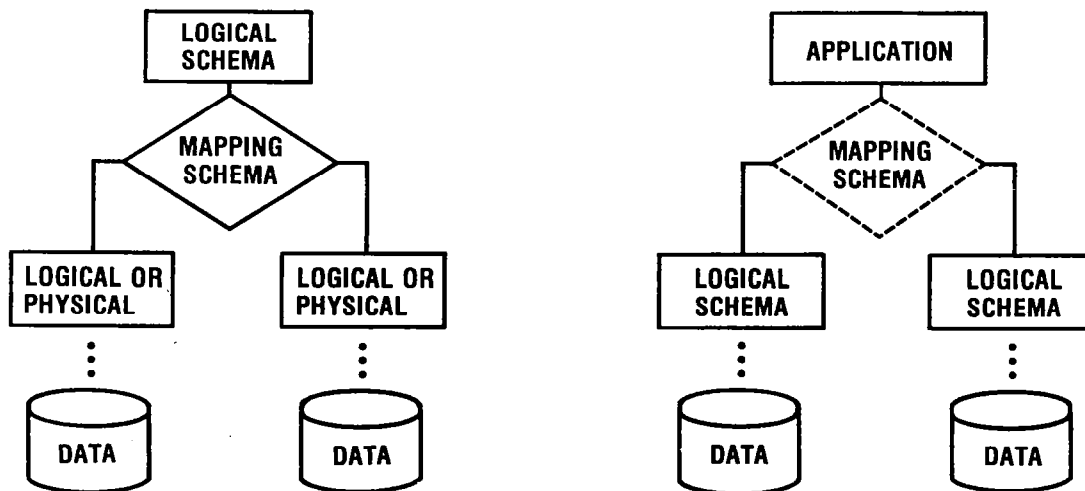 LOGICAL
SCHEMA
MAPPING
SCHEMA
LOGICAL OR
PHYSICAL
LOGICAL OR
PHYSICAL
DATA
DATA
APPLICATION
MAPPING
SCHEMA
LOGICAL
SCHEMA
LOGICAL
SCHEMA
DATA
DATA